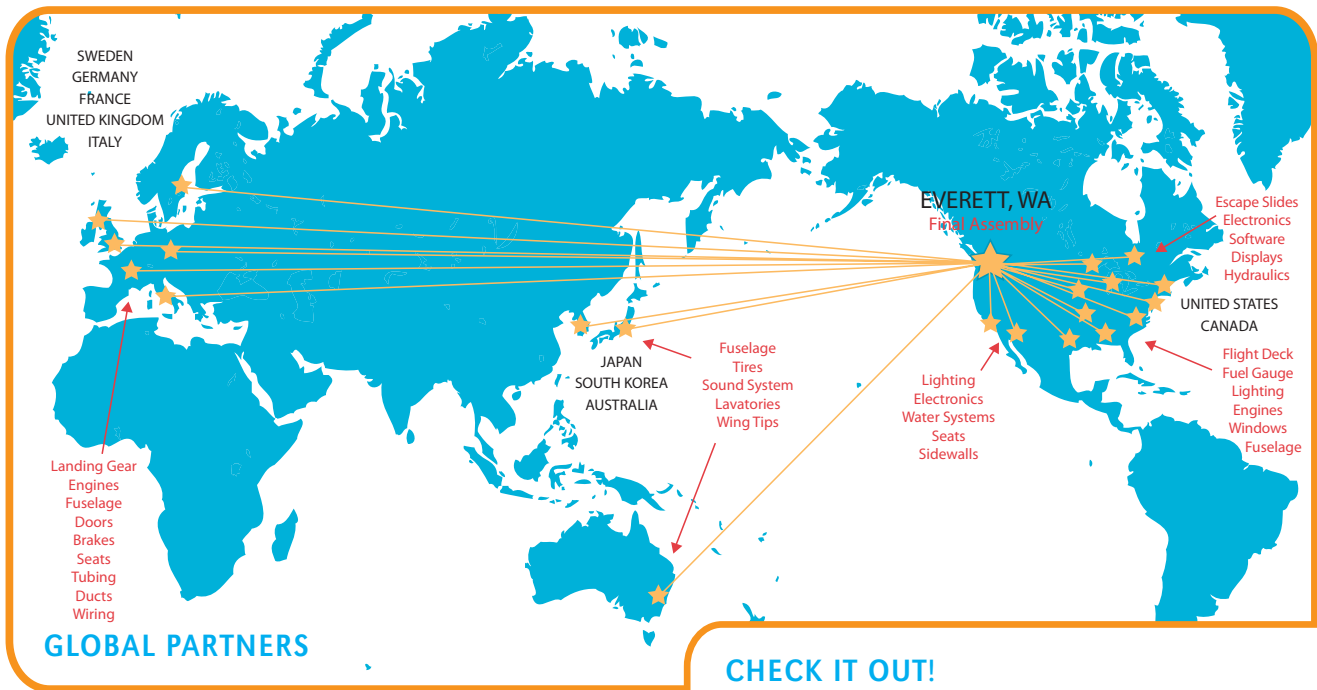 SWEDEN
GERMANY
FRANCE
UNITED KINGDOM
ITALY
EVERETT, WA
Final Assembly
Escape Slides
Electronics
Software
Displays
Hydraulics
UNITED STATES
CANADA
Flight Deck
Fuel Gauge
Lighting
Engines
Windows
Fuselage
Lighting
Electronics
Water Systems
Seats
Sidewalls
Fuselage
Tires
Sound System
Lavatories
Wing Tips
JAPAN
SOUTH KOREA
AUSTRALIA
Landing Gear
Engines
Fuselage
Doors
Brakes
Seats
Tubing
Ducts
Wiring
GLOBAL PARTNERS
CHECK IT OUT!